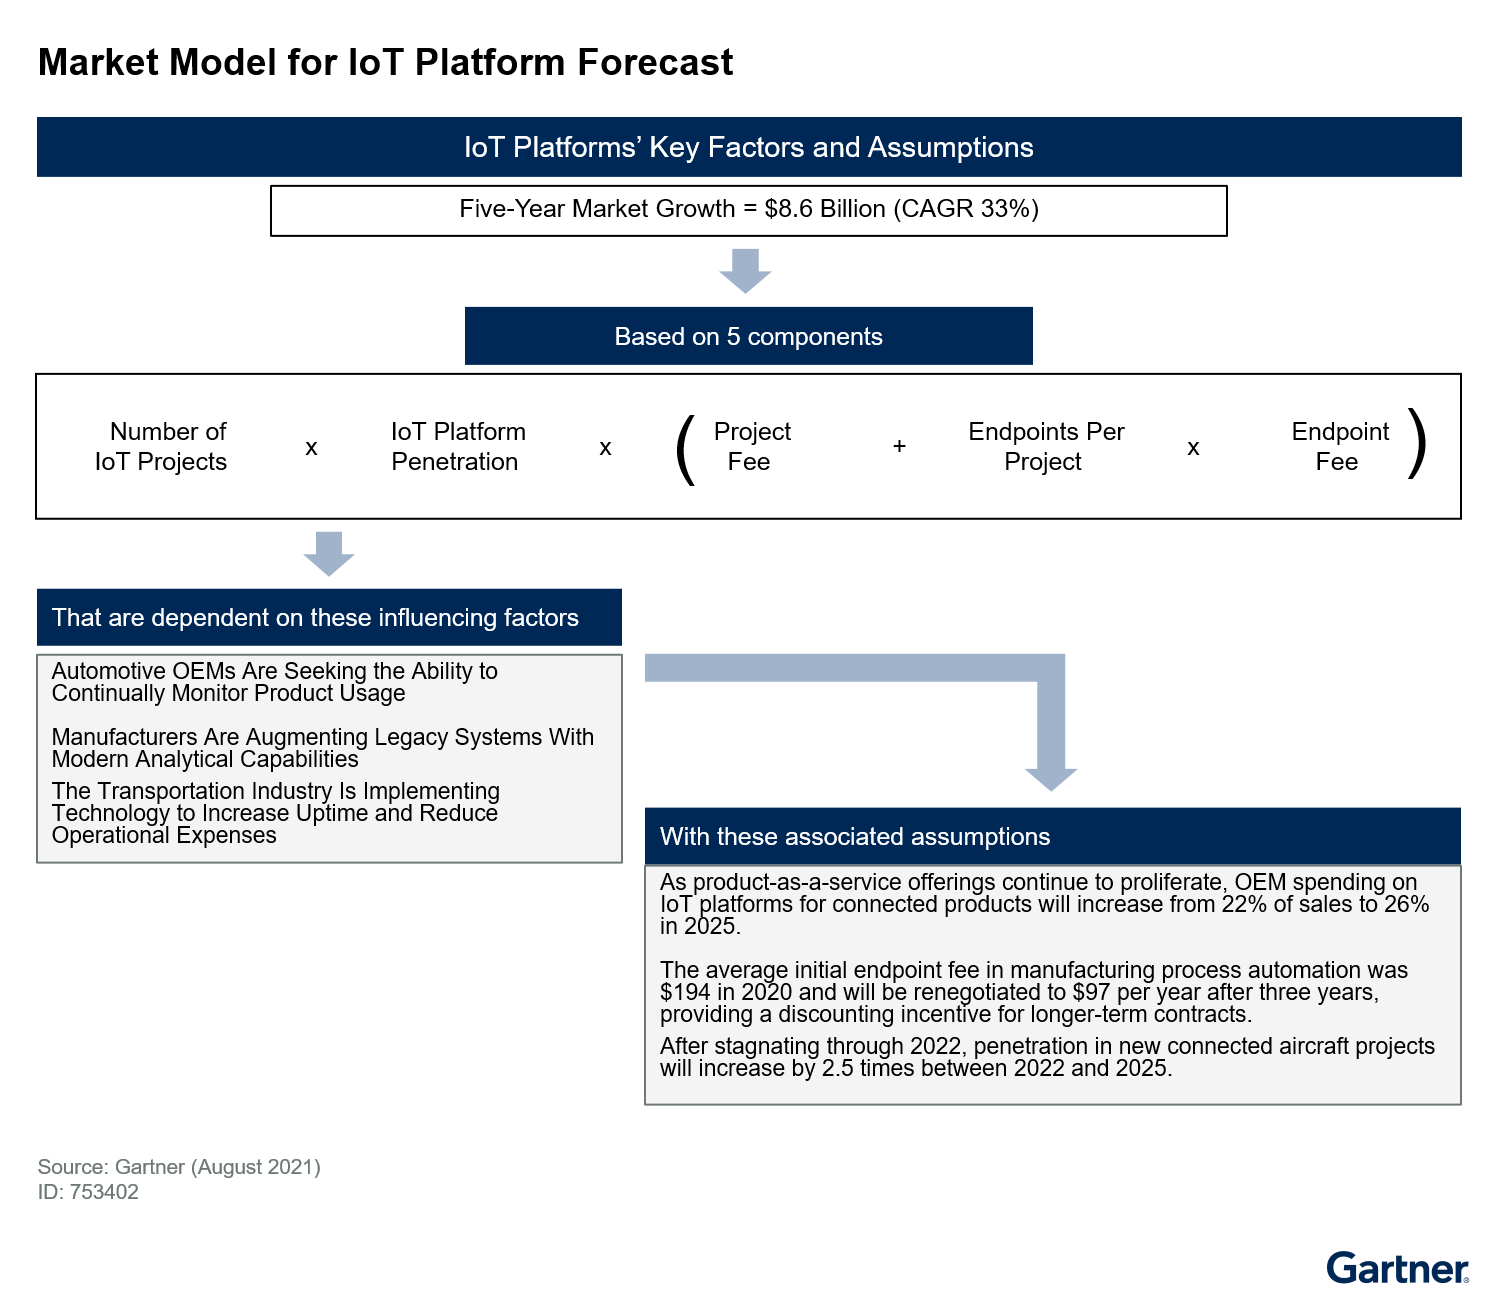 Market Model for IoT Platform Forecast
IoT Platforms’ Key Factors and Assumptions
Five-Year Market Growth = $8.6 Billion (CAGR 33%)
Based on 5 components
Number of
IoT Projects
x
IoT Platform
Penetration
x
(
Project
Fee
+
Endpoints Per
Project
x
Endpoint
Fee
)
That are dependent on these influencing factors
Automotive OEMs Are Seeking the Ability to
Continually Monitor Product Usage
Manufacturers Are Augmenting Legacy Systems With
Modern Analytical Capabilities
The Transportation Industry Is Implementing
Technology to Increase Uptime and Reduce
Operational Expenses
With these associated assumptions
As product-as-a-service offerings continue to proliferate, OEM spending on
IoT platforms for connected products will increase from 22% of sales to 26%
in 2025.
The average initial endpoint fee in manufacturing process automation was
$194 in 2020 and will be renegotiated to $97 per year after three years,
providing a discounting incentive for longer-term contracts.
After stagnating through 2022, penetration in new connected aircraft projects
will increase by 2.5 times between 2022 and 2025.
Source: Gartner (August 2021)
ID: 753402
Gartner®